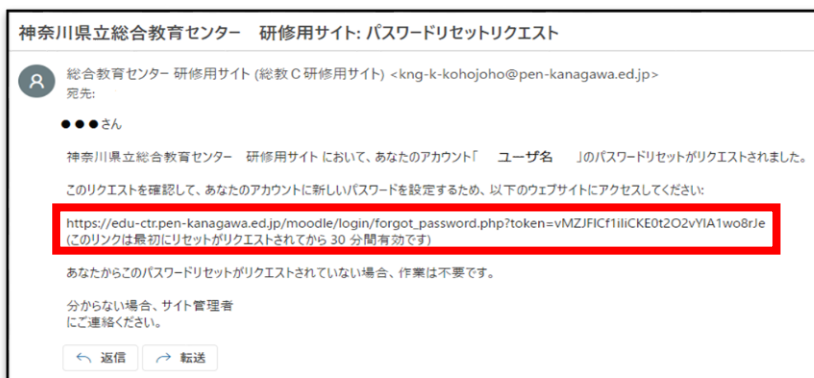 神奈川県立総合教育センター　研修用サイト: パスワードリセットリクエスト
総合教育センター 研修用サイト (総教C研修用サイト) <kng-k-kohojoho@pen-kanagawa.ed.jp>
宛先:
●●●さん
神奈川県立総合教育センター　研修用サイト において、あなたのアカウント「　ユーザ名　」のパスワードリセットがリクエストされました。
このリクエストを確認して、あなたのアカウントに新しいパスワードを設定するため、以下のウェブサイトにアクセスしてください:
https://edu-ctr.pen-kanagawa.ed.jp/moodle/login/forgot_password.php?token=vMZJFlCf1iIiCKE0t2O2vYIA1wo8rJe
(このリンクは最初にリセットがリクエストされてから 30 分間有効です)
あなたからこのパスワードリセットがリクエストされていない場合、作業は不要です。
分からない場合、サイト管理者
にご連絡ください。
返信　転送